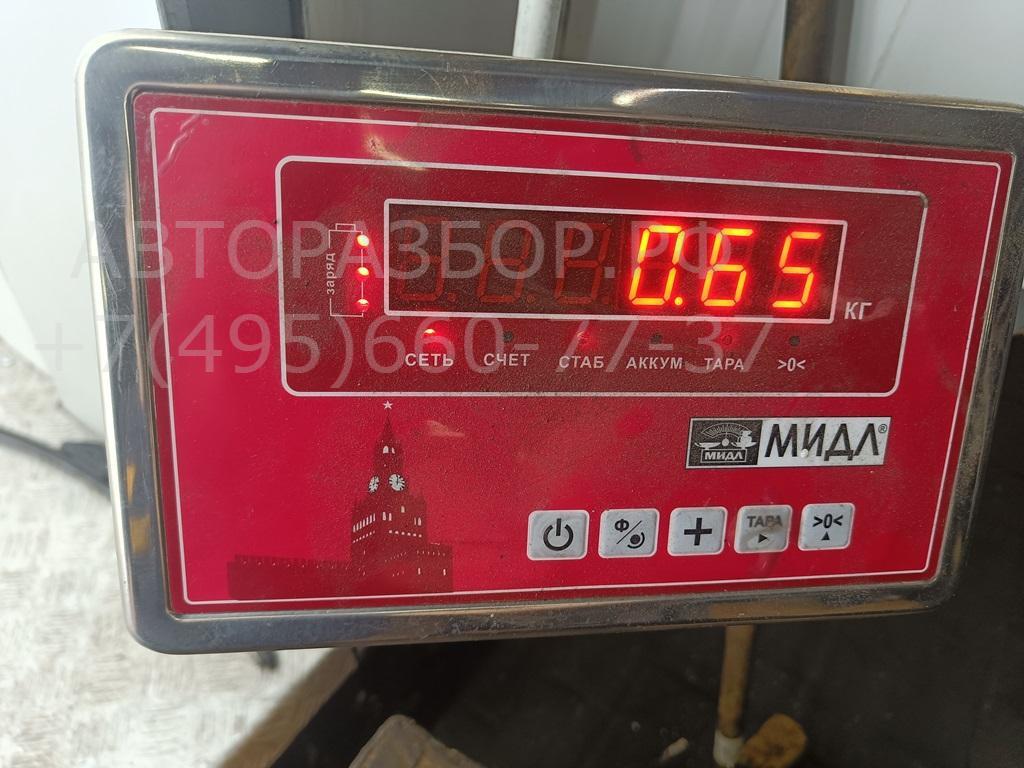 АВТОРАЗБОР.РФ
+7(495)660-77-37
заряд
0.65
КГ
СЕТЬ СЧЕТ СТАБ АККУМ ТАРА >0<
МИДЛ МИДЛ®
Ф + ТАРА >0<